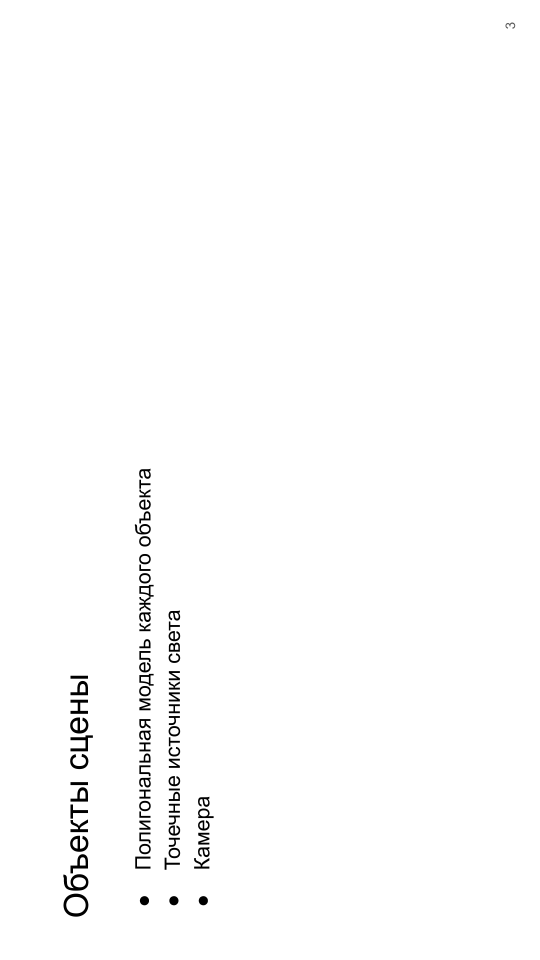 Объекты сцены
● Полигональная модель каждого объекта
● Точечные источники света
● Камера
3